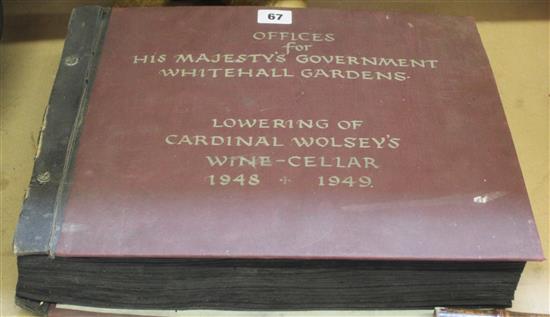 67
OFFICES
for
HIS MAJESTY'S GOVERNMENT
WHITEHALL GARDENS.
LOWERING OF
CARDINAL WOLSEY'S
WINE-CELLAR
1948 + 1949.